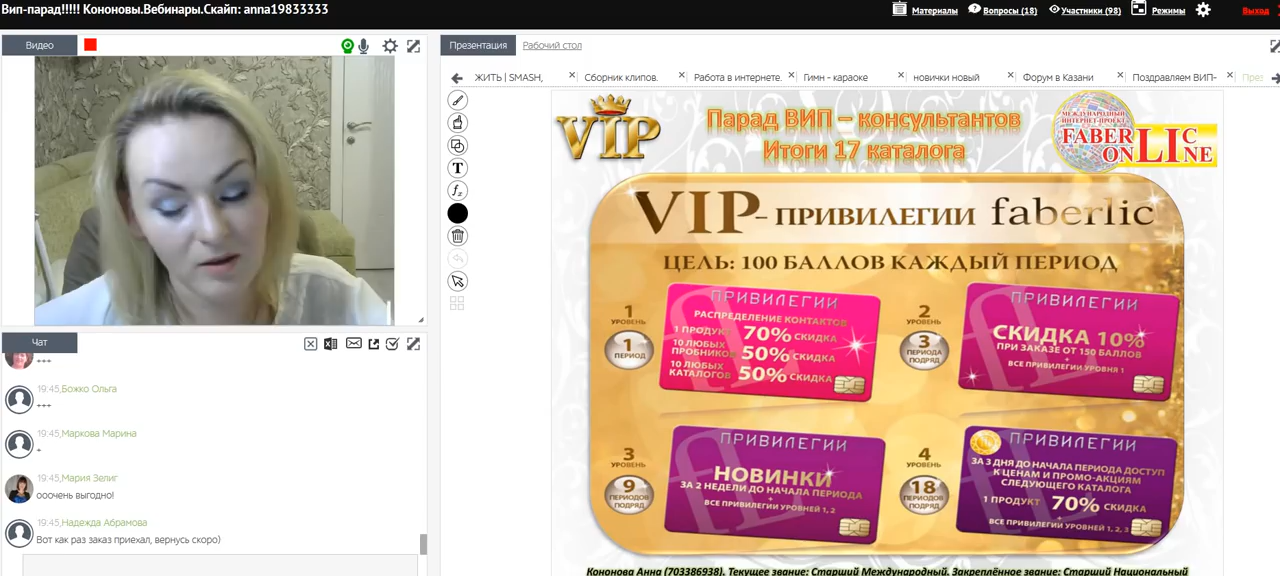 Вип-парад!!!!! Кононовы.Вебинары.Скайп: anna19833333
Материалы
Вопросы (18)
Участники (98)
Режимы
Выход
Видео
Презентация
Рабочий стол
ЖИТЬ | SMASH,
Сборник клипов.
Работа в интернете.
Гимн - караоке
новички новый
Форум в Казани
Поздравляем ВИП-
През
VIP
Парад ВИП – консультантов
Итоги 17 каталога
МЕЖДУНАРОДНЫЙ
ИНТЕРНЕТ-ПРОЕКТ
FABERLIC
ONLINE
VIP- ПРИВИЛЕГИИ faberlic
ЦЕЛЬ: 100 БАЛЛОВ КАЖДЫЙ ПЕРИОД
1
УРОВЕНЬ
1
ПЕРИОД
ПРИВИЛЕГИИ
РАСПРЕДЕЛЕНИЕ КОНТАКТОВ
1 ПРОДУКТ 70% СКИДКА
10 ЛЮБЫХ
ПРОБНИКОВ 50% СКИДКА
10 ЛЮБЫХ
КАТАЛОГОВ 50% СКИДКА
2
УРОВЕНЬ
3
ПЕРИОДА
ПОДРЯД
ПРИВИЛЕГИИ
СКИДКА 10%
ПРИ ЗАКАЗЕ ОТ 150 БАЛЛОВ
+
ВСЕ ПРИВИЛЕГИИ УРОВНЯ 1
3
УРОВЕНЬ
9
ПЕРИОДОВ
ПОДРЯД
ПРИВИЛЕГИИ
НОВИНКИ
ЗА 2 НЕДЕЛИ ДО НАЧАЛА ПЕРИОДА
+
ВСЕ ПРИВИЛЕГИИ УРОВНЕЙ 1, 2
4
УРОВЕНЬ
18
ПЕРИОДОВ
ПОДРЯД
ПРИВИЛЕГИИ
ЗА 3 ДНЯ ДО НАЧАЛА ПЕРИОДА ДОСТУП
К ЦЕНАМ И ПРОМО-АКЦИЯМ
СЛЕДУЮЩЕГО КАТАЛОГА
1 ПРОДУКТ 70% СКИДКА
+
ВСЕ ПРИВИЛЕГИИ УРОВНЕЙ 1, 2, 3
Кононова Анна (703386938). Текущее звание: Старший Международный. Закреплённое звание: Старший Национальный
Чат
+++
19:45,Божко Ольга
+++
19:45,Маркова Марина
+
19:45,Мария Зелиг
ооочень выгодно!
19:45,Надежда Абрамова
Вот как раз заказ приехал, вернусь скоро)